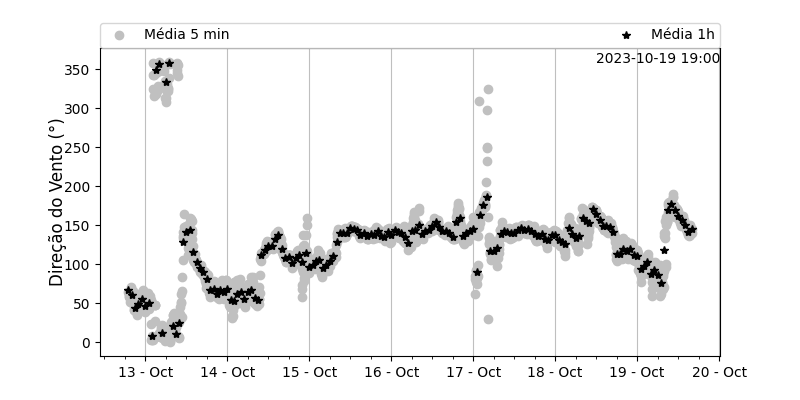 Média 5 min
Média 1h
2023-10-19 19:00
Direção do Vento (°)
350
300
250
200
150
100
50
0
13 - Oct
14 - Oct
15 - Oct
16 - Oct
17 - Oct
18 - Oct
19 - Oct
20 - Oct